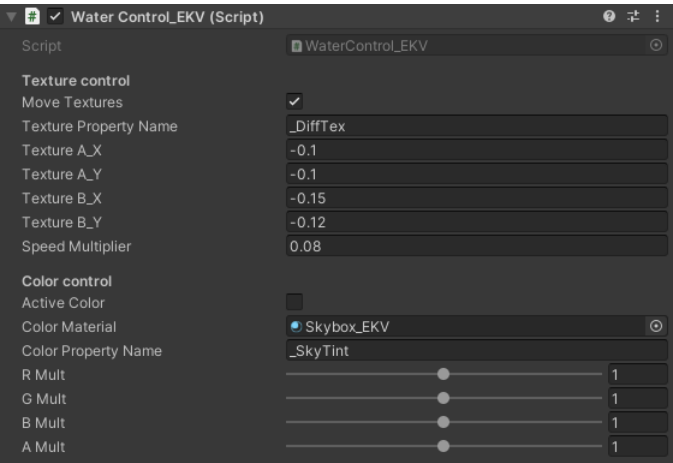 Water Control_EKV (Script)
Script WaterControl_EKV
Texture control
Move Textures
Texture Property Name _DiffTex
Texture A_X -0.1
Texture A_Y -0.1
Texture B_X -0.15
Texture B_Y -0.12
Speed Multiplier 0.08
Color control
Active Color
Color Material Skybox_EKV
Color Property Name _SkyTint
R Mult 1
G Mult 1
B Mult 1
A Mult 1